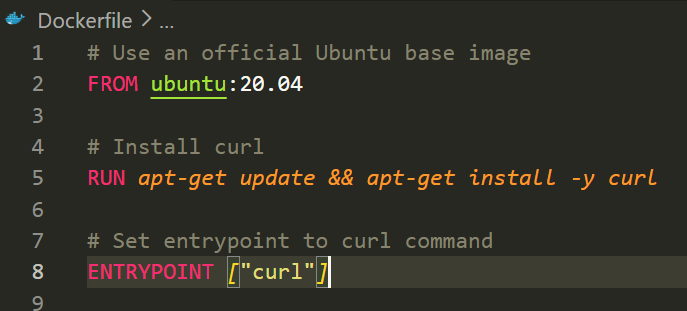 Dockerfile > ...
1 # Use an official Ubuntu base image
2 FROM ubuntu:20.04
3
4 # Install curl
5 RUN apt-get update && apt-get install -y curl
6
7 # Set entrypoint to curl command
8 ENTRYPOINT ["curl"]
9